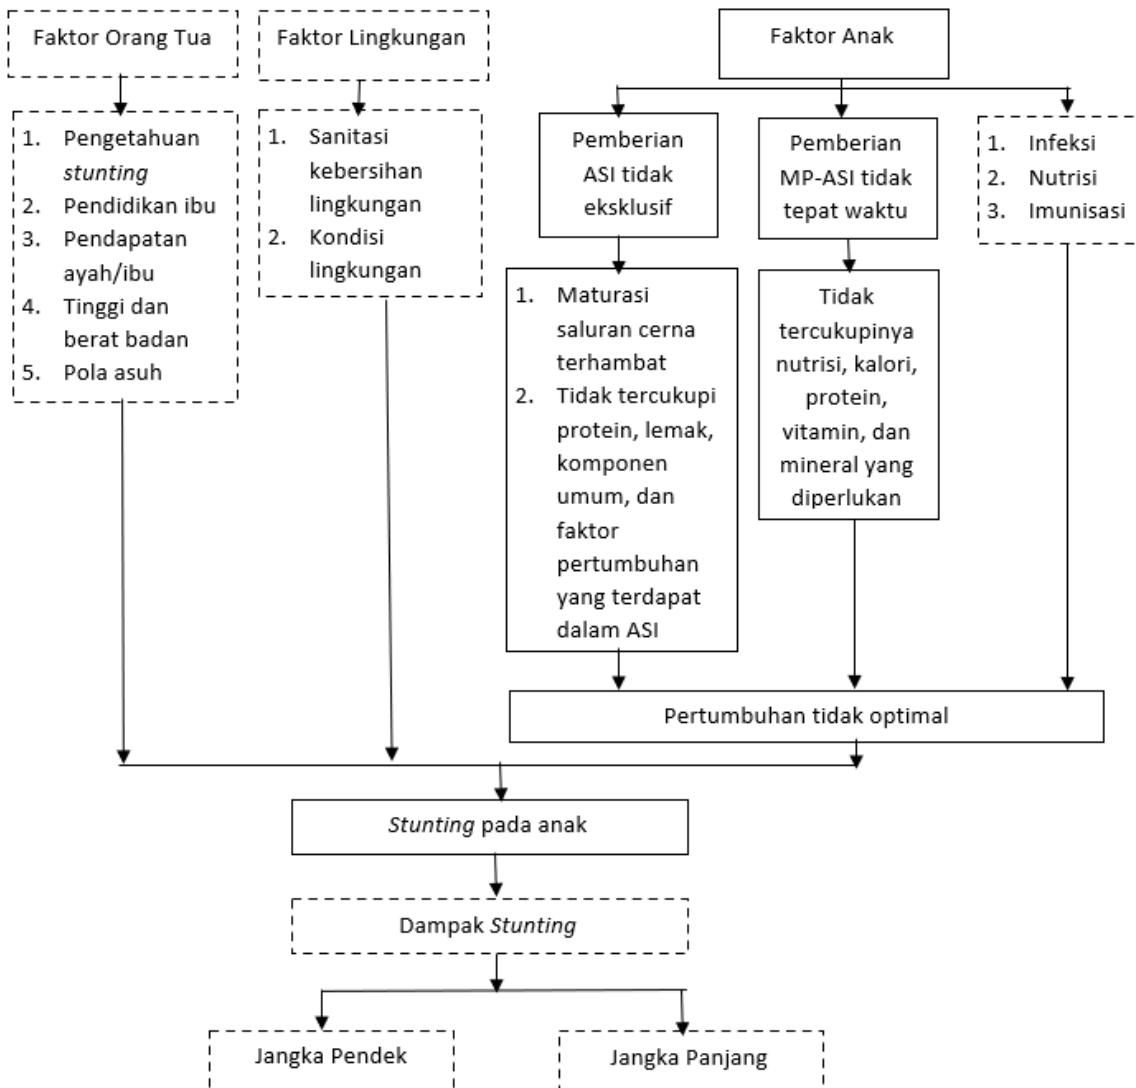 Faktor Orang Tua
Faktor Lingkungan
Faktor Anak
1. Pengetahuan
stunting
2. Pendidikan ibu
3. Pendapatan
ayah/ibu
4. Tinggi dan
berat badan
5. Pola asuh
1. Sanitasi
kebersihan
lingkungan
2. Kondisi
lingkungan
Pemberian
ASI tidak
eksklusif
Pemberian
MP-ASI tidak
tepat waktu
1. Infeksi
2. Nutrisi
3. Imunisasi
1. Maturasi
saluran cerna
terhambat
2. Tidak tercukupi
protein, lemak,
komponen
umum, dan
faktor
pertumbuhan
yang terdapat
dalam ASI
Tidak
tercukupinya
nutrisi, kalori,
protein,
vitamin, dan
mineral yang
diperlukan
Pertumbuhan tidak optimal
Stunting pada anak
Dampak Stunting
Jangka Pendek
Jangka Panjang